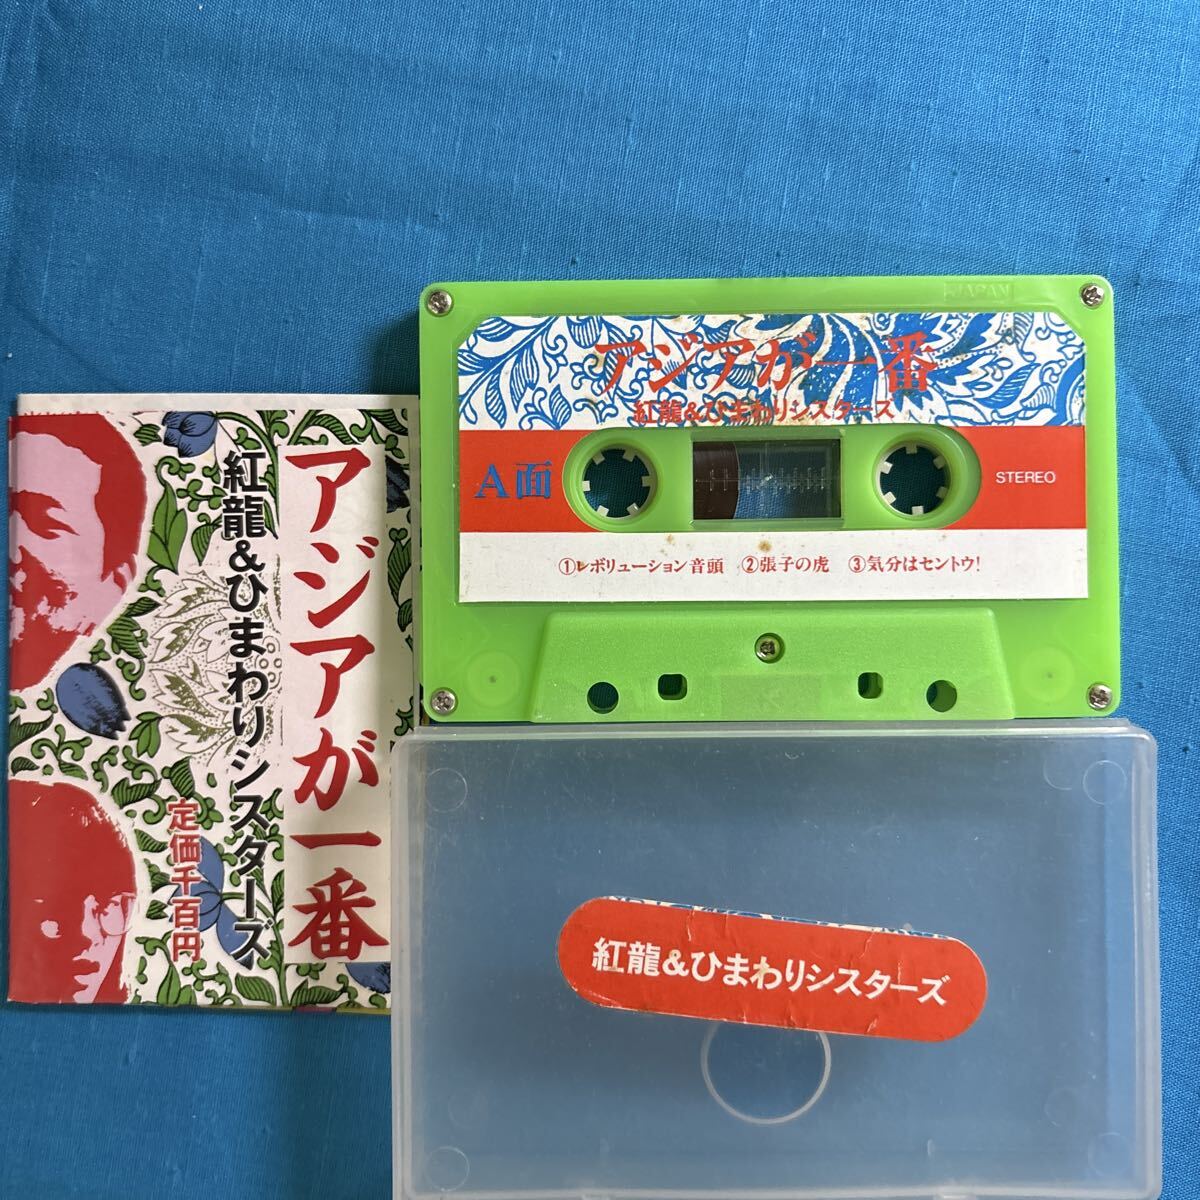 アジアが一番
紅龍&ひまわりシスターズ
定価千百円
JAPAN
アジアが一番
紅龍&ひまわりシスターズ
A面
STEREO
①レボリューション音頭 ②張子の虎 ③気分はセントウ!
紅龍&ひまわりシスターズ